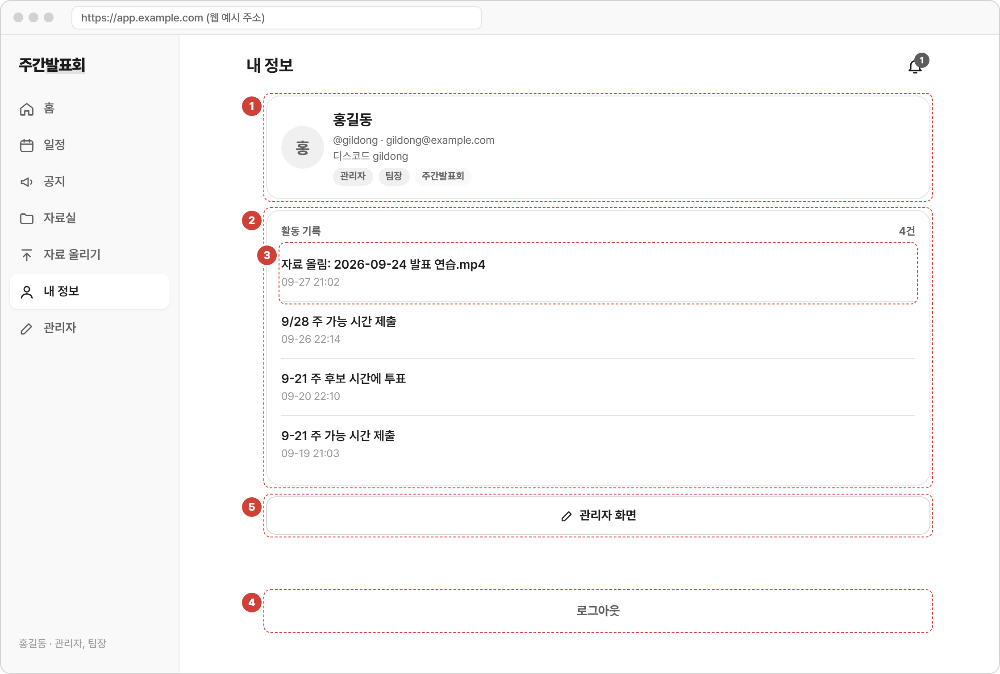 https://app.example.com (웹 예시 주소)
주간발표회
홈
일정
공지
자료실
자료 올리기
내 정보
관리자
홍길동 · 관리자, 팀장
내 정보
1
1
홍
홍길동
@gildong · gildong@example.com
디스코드 gildong
관리자 팀장 주간발표회
2
활동 기록 4건
3
자료 올림: 2026-09-24 발표 연습.mp4
09-27 21:02
9/28 주 가능 시간 제출
09-26 22:14
9-21 주 후보 시간에 투표
09-20 22:10
9-21 주 가능 시간 제출
09-19 21:03
5
관리자 화면
4
로그아웃